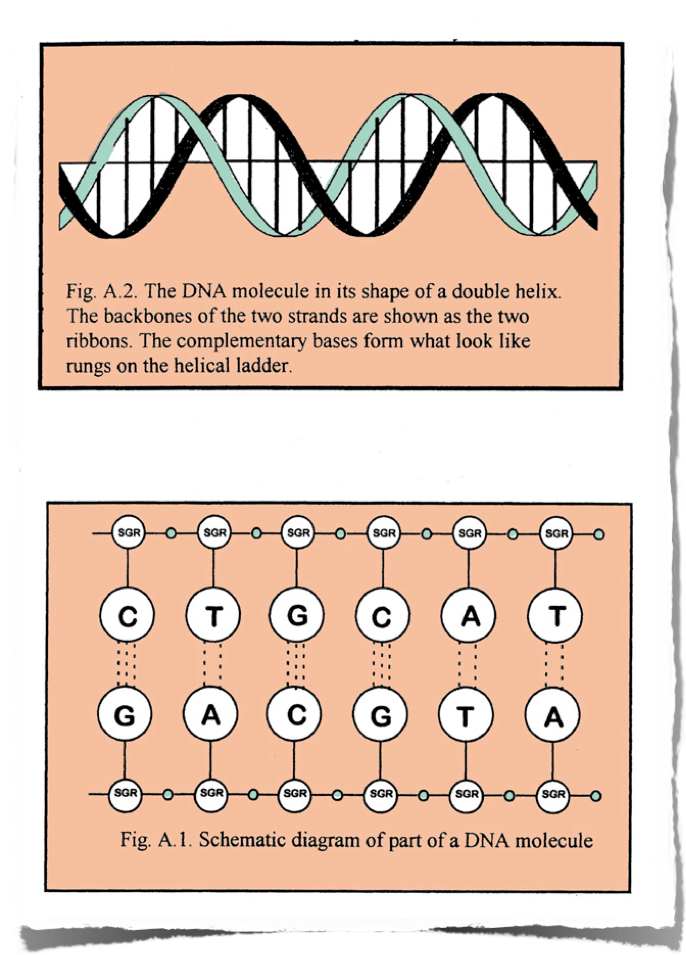 Fig. A.2. The DNA molecule in its shape of a double helix.
The backbones of the two strands are shown as the two
ribbons. The complementary bases form what look like
rungs on the helical ladder.
SGR SGR SGR SGR SGR SGR
C T G C A T
G A C G T A
SGR SGR SGR SGR SGR SGR
Fig. A.1. Schematic diagram of part of a DNA molecule